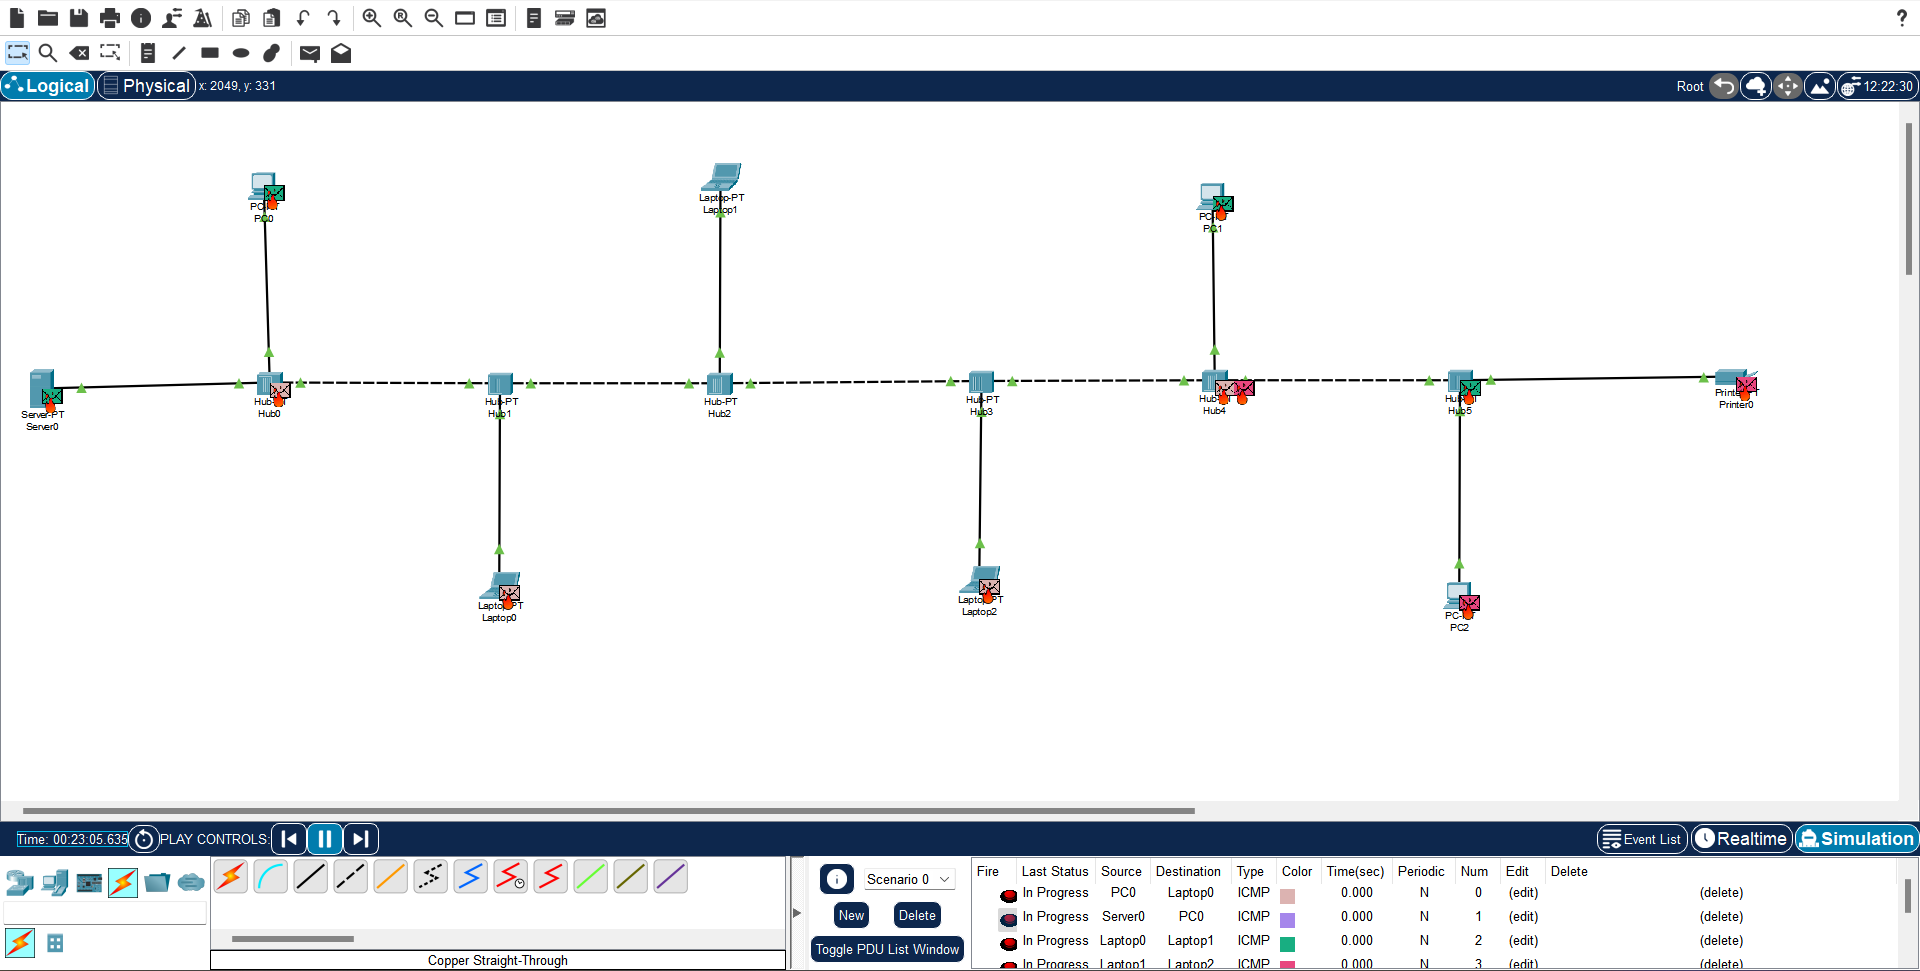 ?
Logical Physical x: 2049, y: 331 Root 12:22:30
PC-PT
PC0
Laptop-PT
Laptop1
PC-PT
PC1
Server-PT
Server0
Hub-PT
Hub0
Hub-PT
Hub1
Hub-PT
Hub2
Hub-PT
Hub3
Hub-PT
Hub4
Hub-PT
Hub5
Printer-PT
Printer0
Laptop-PT
Laptop0
Laptop-PT
Laptop2
PC-PT
PC2
Time: 00:23:05.635 PLAY CONTROLS: Event List Realtime Simulation
Scenario 0
New Delete
Toggle PDU List Window
Copper Straight-Through
Fire Last Status Source Destination Type Color Time(sec) Periodic Num Edit Delete
In Progress PC0 Laptop0 ICMP 0.000 N 0 (edit) (delete)
In Progress Server0 PC0 ICMP 0.000 N 1 (edit) (delete)
In Progress Laptop0 Laptop1 ICMP 0.000 N 2 (edit) (delete)
In Progress Laptop1 Laptop2 ICMP 0.000 N 3 (edit) (delete)